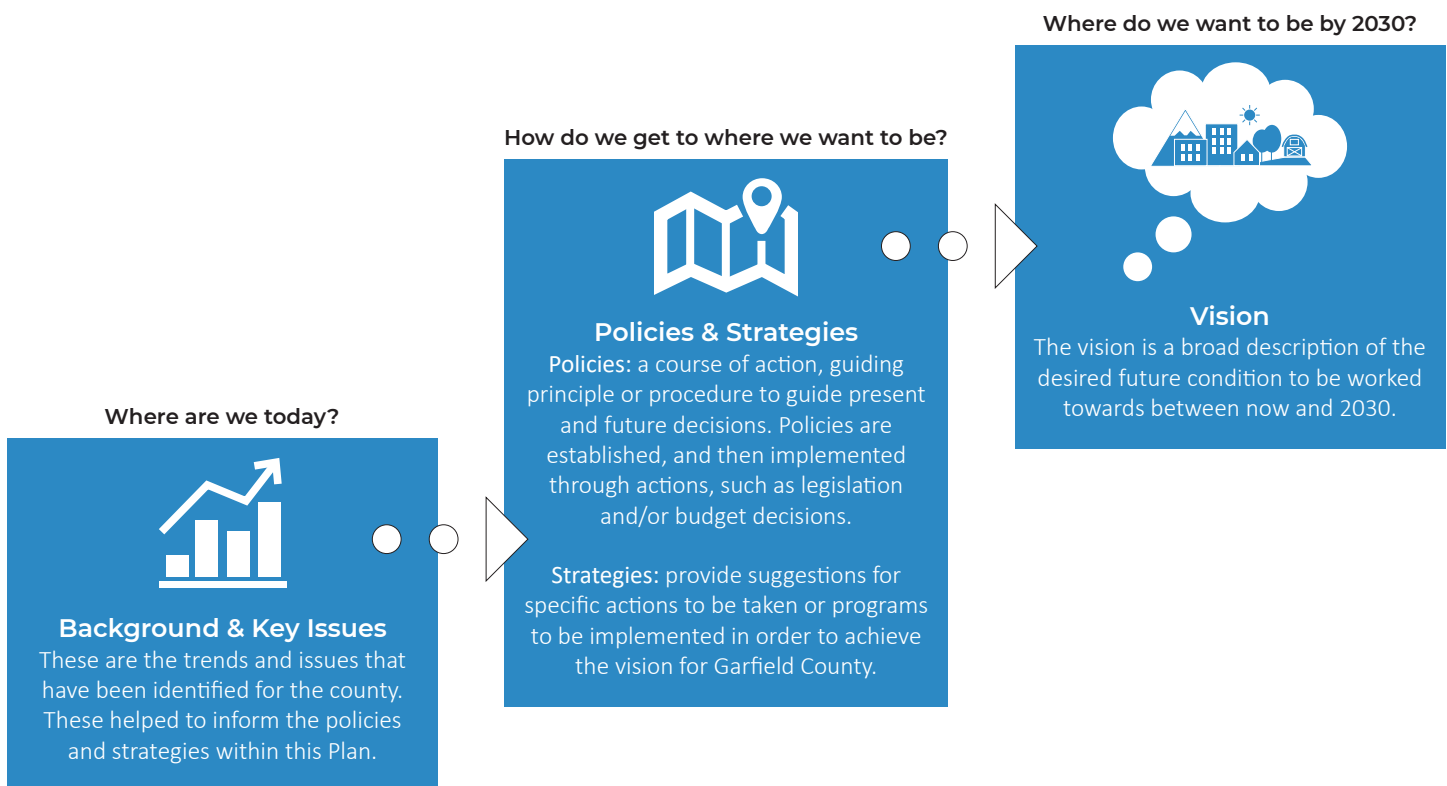 Where are we today?
Background & Key Issues
These are the trends and issues that
have been identified for the county.
These helped to inform the policies
and strategies within this Plan.
How do we get to where we want to be?
Policies & Strategies
Policies: a course of action, guiding
principle or procedure to guide present
and future decisions. Policies are
established, and then implemented
through actions, such as legislation
and/or budget decisions.
Strategies: provide suggestions for
specific actions to be taken or programs
to be implemented in order to achieve
the vision for Garfield County.
Where do we want to be by 2030?
Vision
The vision is a broad description of the
desired future condition to be worked
towards between now and 2030.